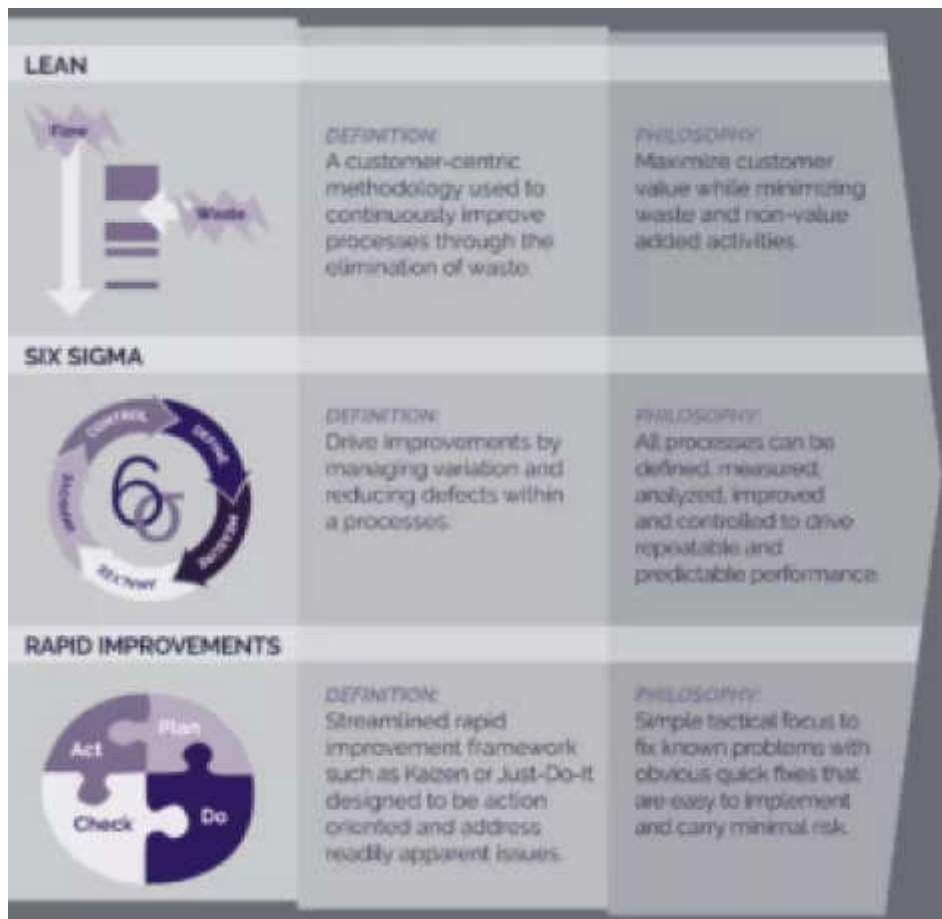 LEAN
Flow
Waste
DEFINITION:
A customer-centric
methodology used to
continuously improve
processes through the
elimination of waste.
PHILOSOPHY:
Maximize customer
value while minimizing
waste and non-value
added activities.
SIX SIGMA
CONTROL
DEFINE
MEASURE
ANALYZE
IMPROVE
6σ
DEFINITION:
Drive improvements by
managing variation and
reducing defects within
a processes.
PHILOSOPHY:
All processes can be
defined, measured,
analyzed, improved
and controlled to drive
repeatable and
predictable performance.
RAPID IMPROVEMENTS
Act
Plan
Check
Do
DEFINITION:
Streamlined rapid
improvement framework
such as Kaizen or Just-Do-It
designed to be action
oriented and address
readily apparent issues.
PHILOSOPHY:
Simple tactical focus to
fix known problems with
obvious quick fixes that
are easy to implement
and carry minimal risk.